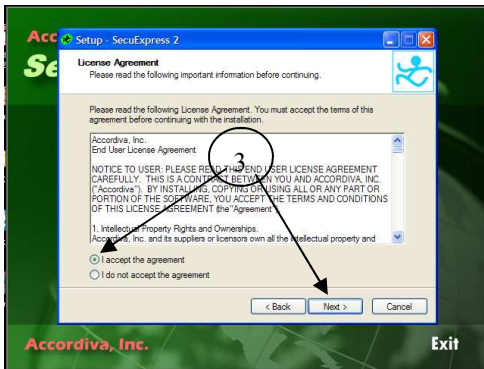 Acc
Se
Setup - SecuExpress 2
License Agreement
Please read the following important information before continuing.
Please read the following License Agreement. You must accept the terms of this
agreement before continuing with the installation.
Accordiva, Inc.
End User License Agreement
NOTICE TO USER: PLEASE READ THIS END USER LICENSE AGREEMENT
CAREFULLY. THIS IS A CONTRACT BETWEEN YOU AND ACCORDIVA, INC.
("Accordiva"). BY INSTALLING, COPYING OR USING ALL OR ANY PART OR
PORTION OF THE SOFTWARE, YOU ACCEPT THE TERMS AND CONDITIONS
OF THIS LICENSE AGREEMENT (the "Agreement").
1. Intellectual Property Rights and Ownerships.
Accordiva, Inc. and its suppliers or licensors own all the intellectual property and
3
I accept the agreement
I do not accept the agreement
< Back
Next >
Cancel
Accordiva, Inc.
Exit